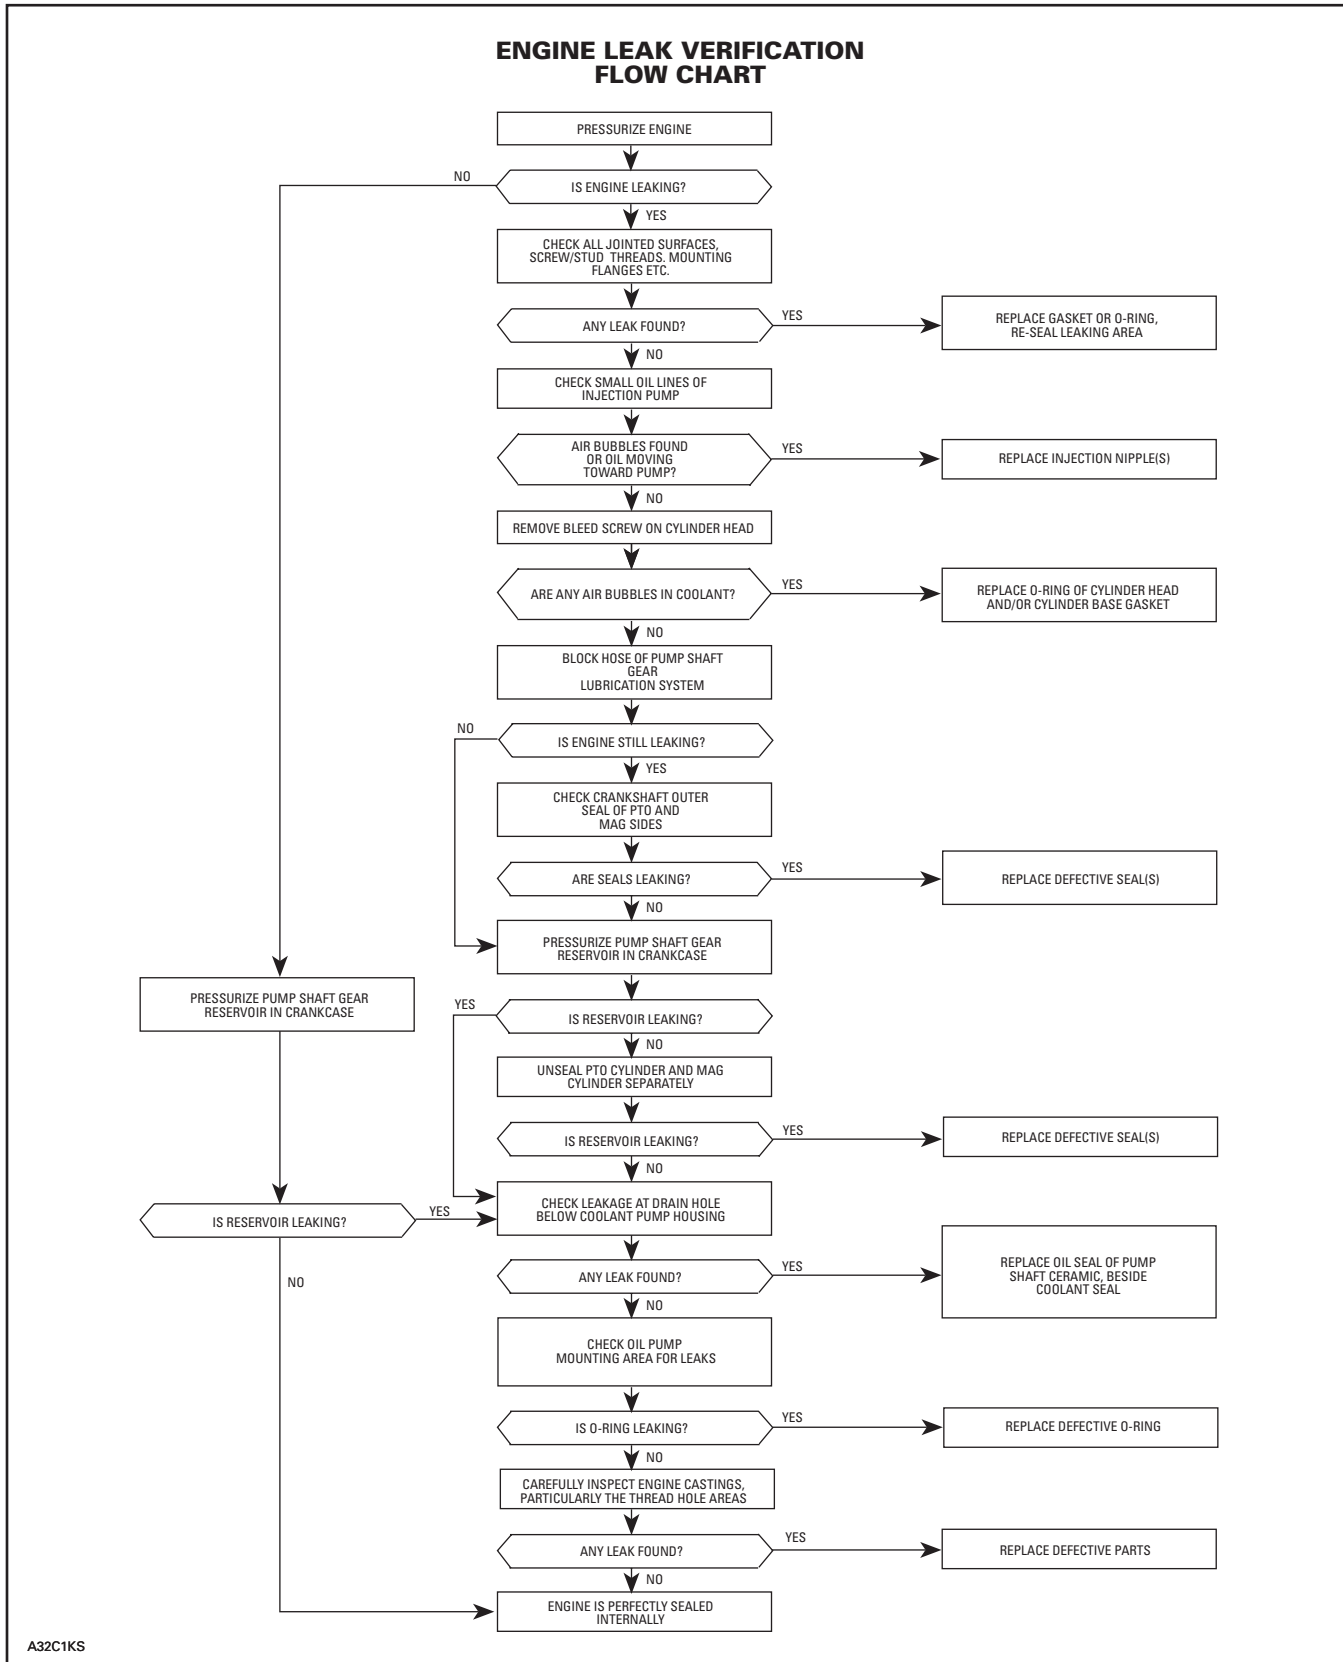 ENGINE LEAK VERIFICATION
FLOW CHART
PRESSURIZE ENGINE
NO
IS ENGINE LEAKING?
YES
CHECK ALL JOINTED SURFACES,
SCREW/STUD THREADS. MOUNTING
FLANGES ETC.
ANY LEAK FOUND?
YES
REPLACE GASKET OR O-RING,
RE-SEAL LEAKING AREA
NO
CHECK SMALL OIL LINES OF
INJECTION PUMP
AIR BUBBLES FOUND
OR OIL MOVING
TOWARD PUMP?
YES
REPLACE INJECTION NIPPLE(S)
NO
REMOVE BLEED SCREW ON CYLINDER HEAD
ARE ANY AIR BUBBLES IN COOLANT?
YES
REPLACE O-RING OF CYLINDER HEAD
AND/OR CYLINDER BASE GASKET
NO
BLOCK HOSE OF PUMP SHAFT
GEAR
LUBRICATION SYSTEM
NO
IS ENGINE STILL LEAKING?
YES
CHECK CRANKSHAFT OUTER
SEAL OF PTO AND
MAG SIDES
ARE SEALS LEAKING?
YES
REPLACE DEFECTIVE SEAL(S)
NO
PRESSURIZE PUMP SHAFT GEAR
RESERVOIR IN CRANKCASE
PRESSURIZE PUMP SHAFT GEAR
RESERVOIR IN CRANKCASE
YES
IS RESERVOIR LEAKING?
NO
UNSEAL PTO CYLINDER AND MAG
CYLINDER SEPARATELY
IS RESERVOIR LEAKING?
YES
REPLACE DEFECTIVE SEAL(S)
NO
IS RESERVOIR LEAKING?
YES
CHECK LEAKAGE AT DRAIN HOLE
BELOW COOLANT PUMP HOUSING
NO
ANY LEAK FOUND?
YES
REPLACE OIL SEAL OF PUMP
SHAFT CERAMIC, BESIDE
COOLANT SEAL
NO
CHECK OIL PUMP
MOUNTING AREA FOR LEAKS
IS O-RING LEAKING?
YES
REPLACE DEFECTIVE O-RING
NO
CAREFULLY INSPECT ENGINE CASTINGS,
PARTICULARLY THE THREAD HOLE AREAS
ANY LEAK FOUND?
YES
REPLACE DEFECTIVE PARTS
NO
ENGINE IS PERFECTLY SEALED
INTERNALLY
A32C1KS